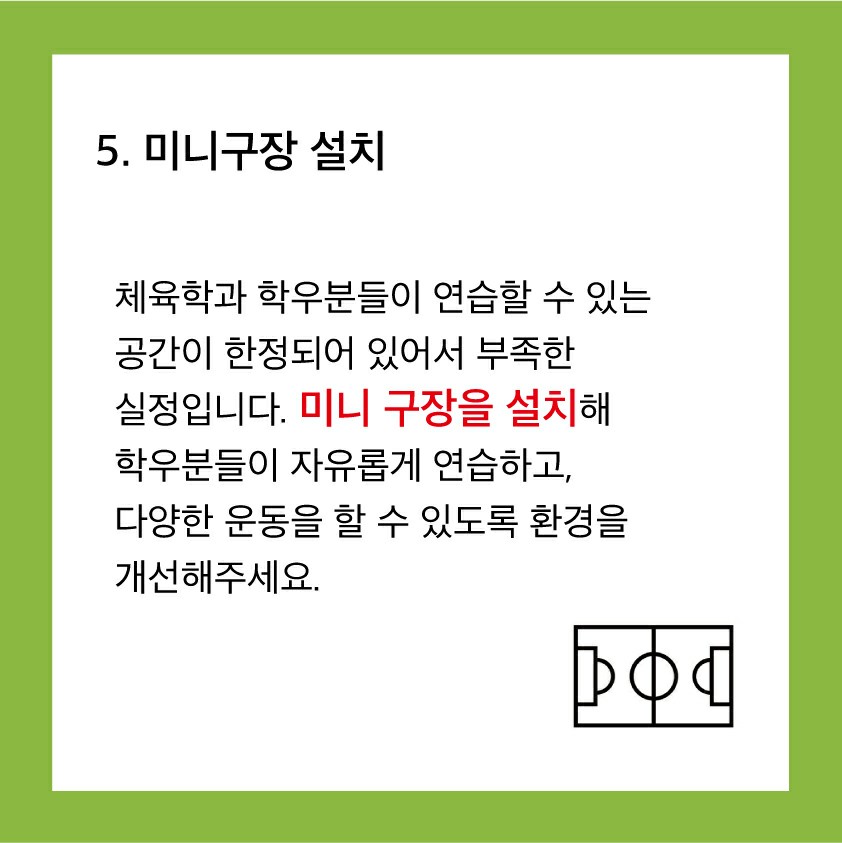 5. 미니구장 설치
체육학과 학우분들이 연습할 수 있는
공간이 한정되어 있어서 부족한
실정입니다. 미니 구장을 설치해
학우분들이 자유롭게 연습하고,
다양한 운동을 할 수 있도록 환경을
개선해주세요.